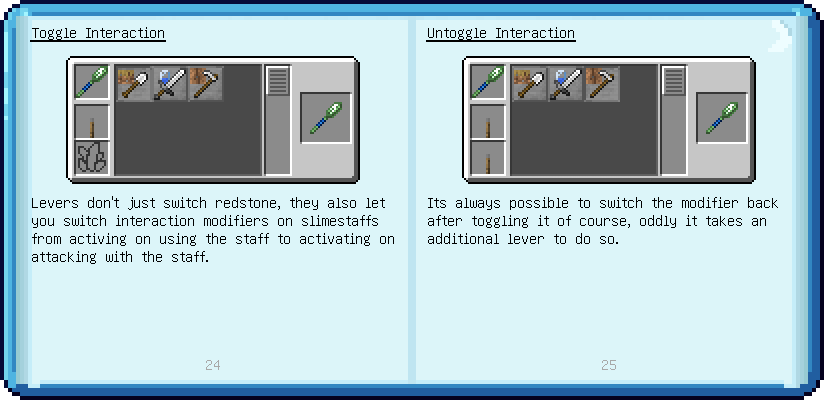 Toggle Interaction
Levers don't just switch redstone, they also let
you switch interaction modifiers on slimestaffs
from activing on using the staff to activating on
attacking with the staff.
24
Untoggle Interaction
Its always possible to switch the modifier back
after toggling it of course, oddly it takes an
additional lever to do so.
25